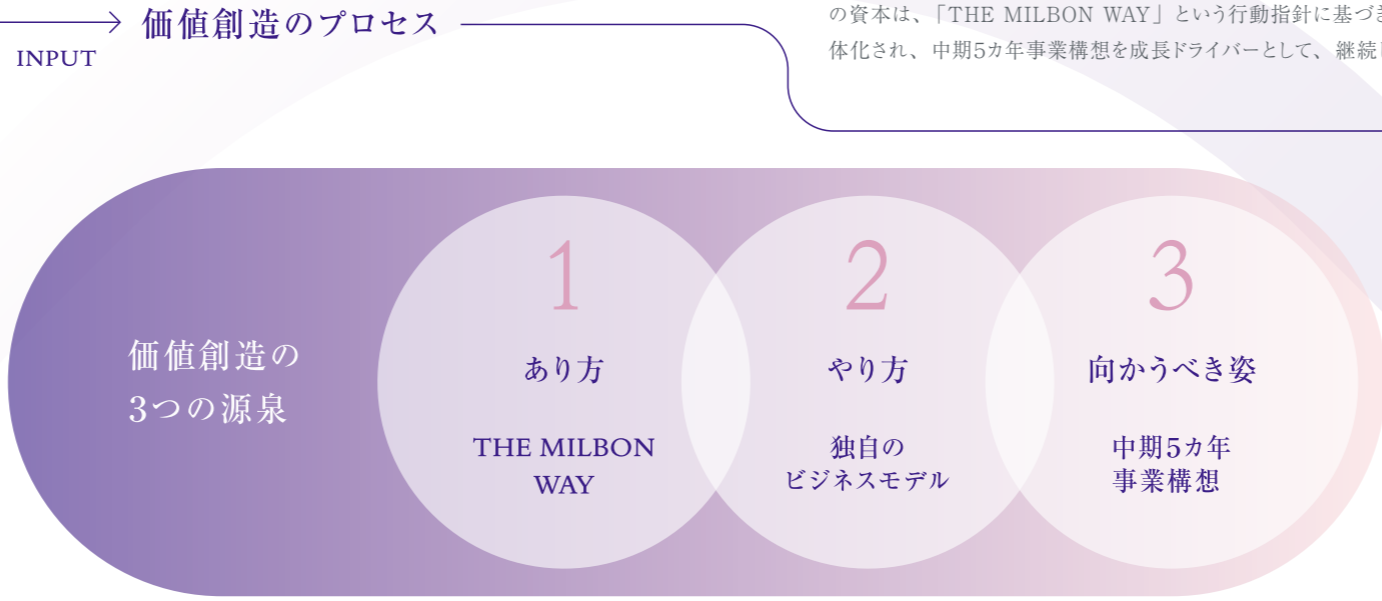 INPUT
価値創造のプロセス
の資本は、「THE MILBON WAY」という行動指針に基づき
体化され、中期5カ年事業構想を成長ドライバーとして、継続
価値創造の
3つの源泉
1
あり方
THE MILBON
WAY
2
やり方
独自の
ビジネスモデル
3
向かうべき姿
中期5カ年
事業構想